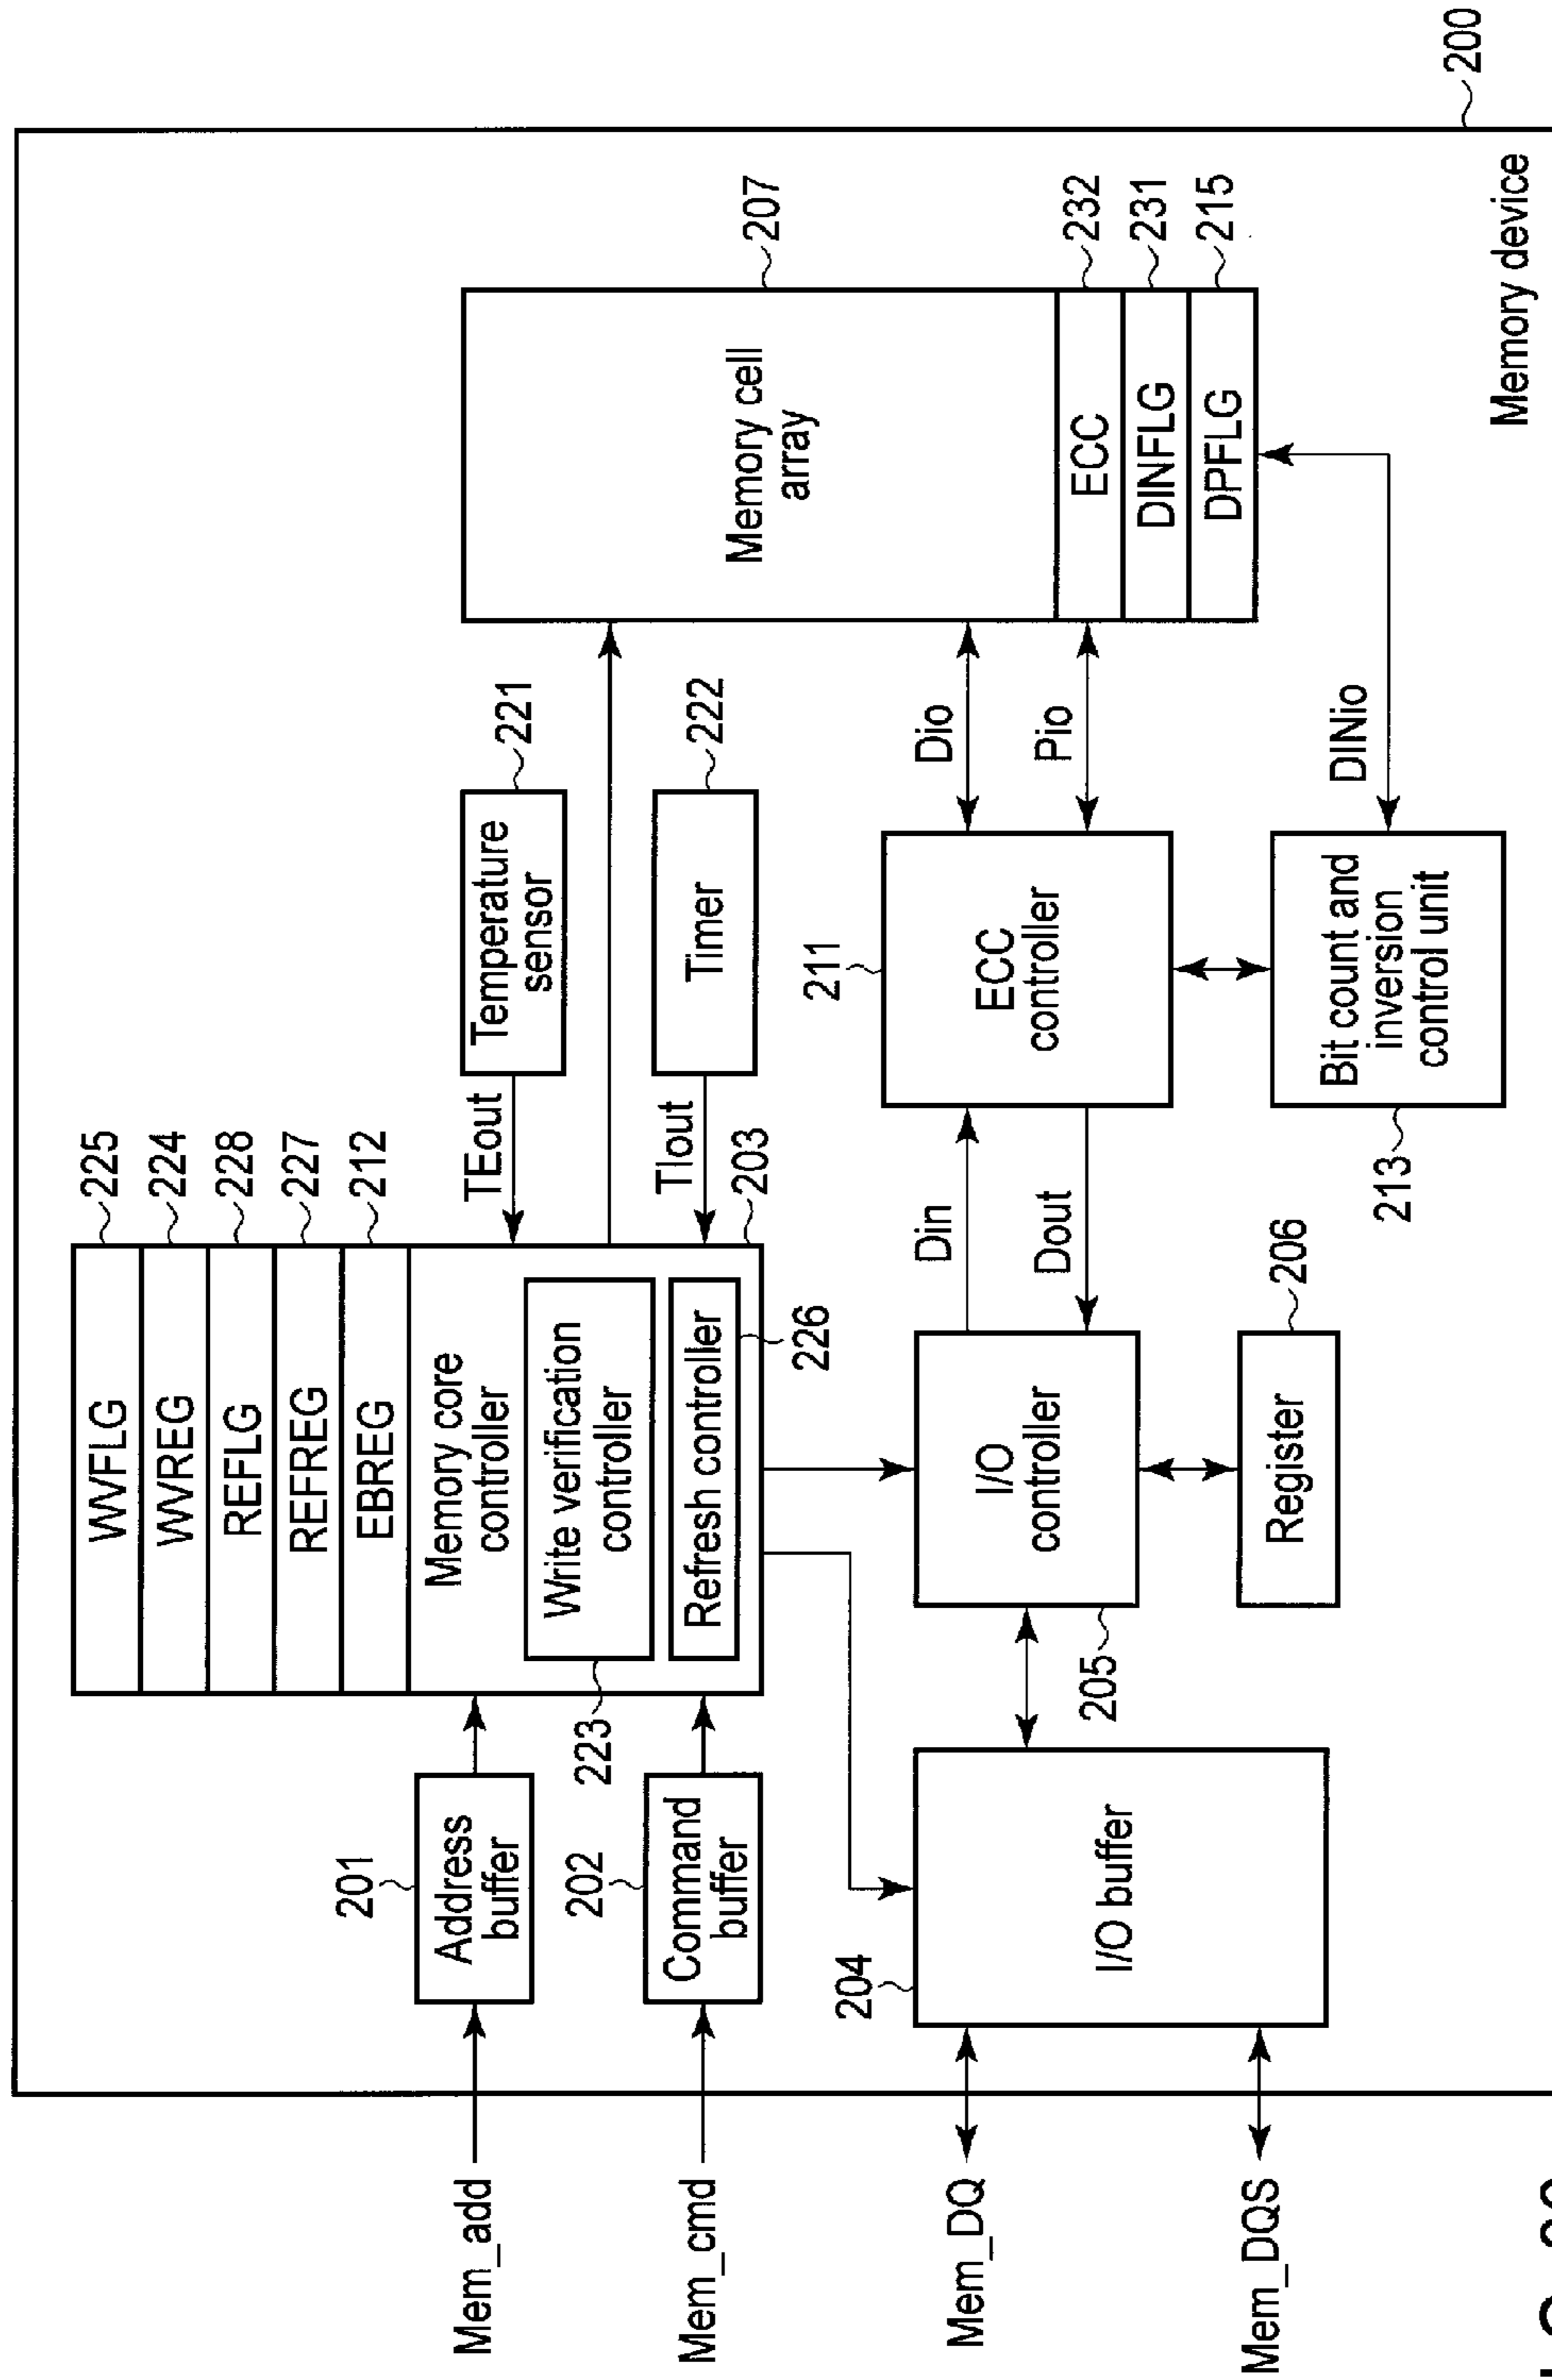 Mem_add
Mem_cmd
Mem_DQ
Mem_DQS
201
Address
buffer
202
Command
buffer
204
I/O buffer
WVFLG
225
WVREG
224
REFLG
228
REFREG
227
EBREG
212
Memory core
controller
203
Write verification
controller
223
Refresh controller
226
I/O
controller
205
Register
206
TEout
Temperature
sensor
221
TIout
Timer
222
Din
Dout
211
ECC
controller
Bit count and
inversion
control unit
213
Dio
Pio
DINio
Memory cell
array
207
ECC
232
DINFLG
231
DPFLG
215
Memory device
200